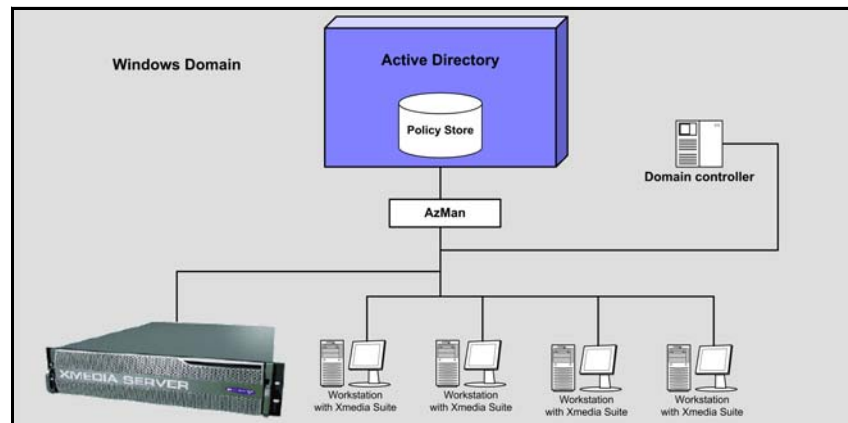 Windows Domain
Active Directory
Policy Store
Domain controller
AzMan
XMEDIA SERVER
Workstation
with Xmedia Suite
Workstation
with Xmedia Suite
Workstation
with Xmedia Suite
Workstation
with Xmedia Suite